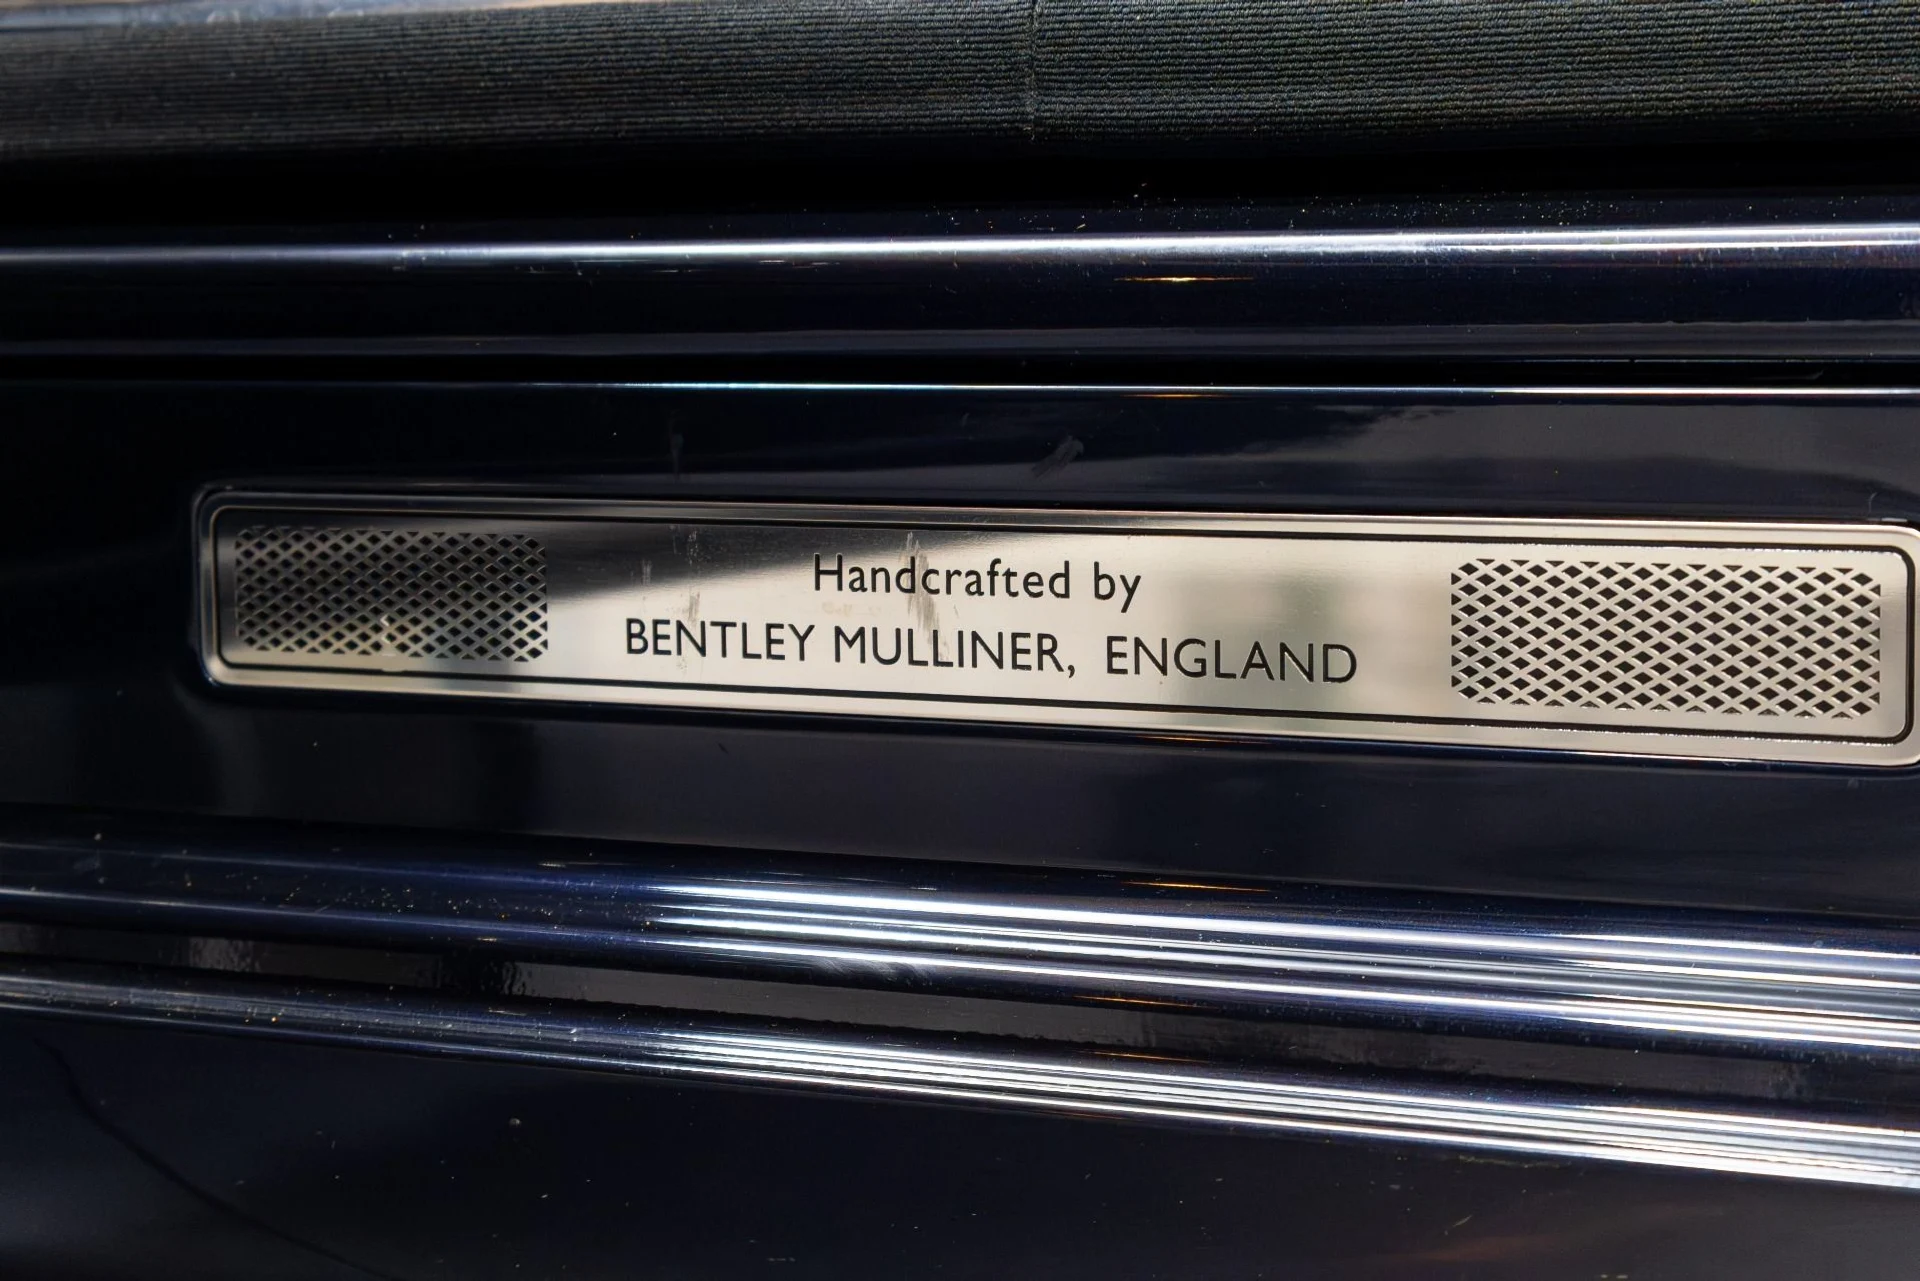 Handcrafted by
BENTLEY MULLINER, ENGLAND